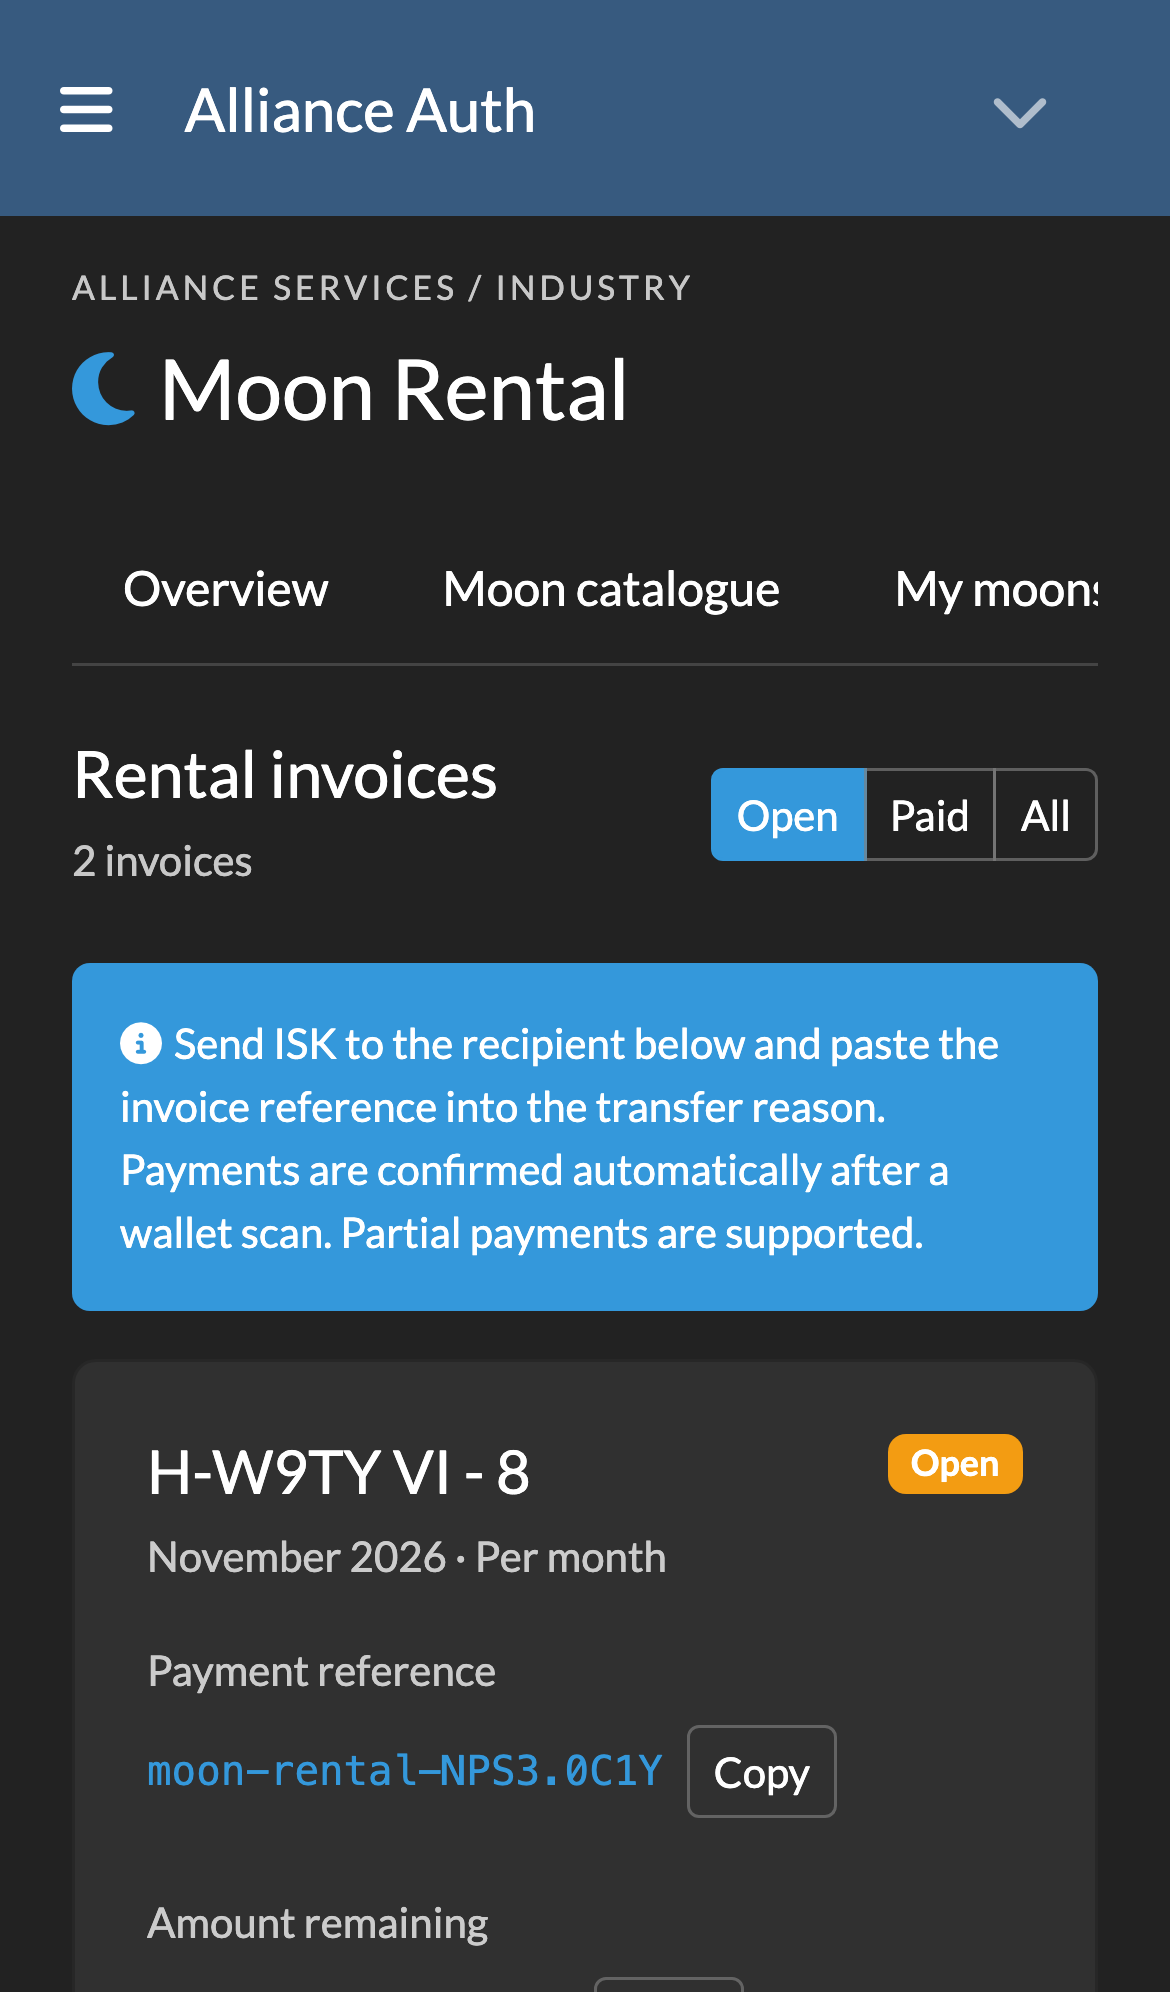 Alliance Auth
ALLIANCE SERVICES / INDUSTRY
Moon Rental
Overview Moon catalogue My moons
Rental invoices
2 invoices
Open Paid All
Send ISK to the recipient below and paste the
invoice reference into the transfer reason.
Payments are confirmed automatically after a
wallet scan. Partial payments are supported.
H-W9TY VI - 8
Open
November 2026 · Per month
Payment reference
moon-rental-NPS3.0C1Y Copy
Amount remaining